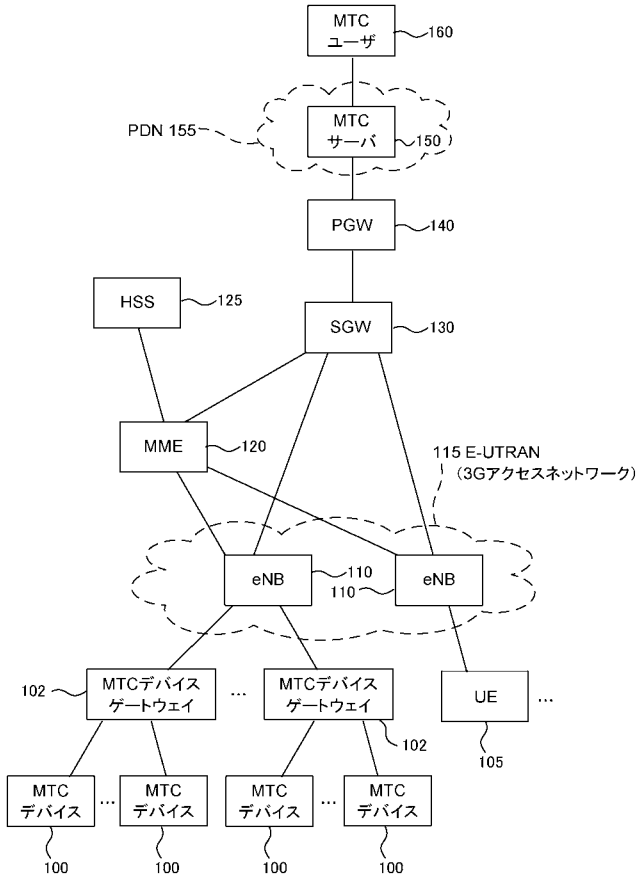 MTC
ユーザ
160
PDN 155
MTC
サーバ
150
PGW
140
HSS
125
SGW
130
MME
120
115 E-UTRAN
(3Gアクセスネットワーク)
eNB
110
110
eNB
102
MTCデバイス
ゲートウェイ
...
MTCデバイス
ゲートウェイ
102
UE
...
105
MTC
デバイス
...
MTC
デバイス
MTC
デバイス
...
MTC
デバイス
100
100
100
100